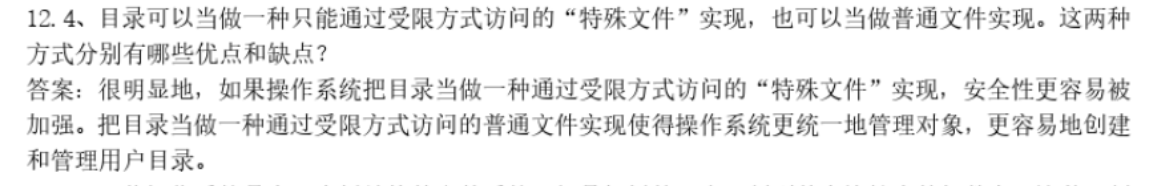 12.4、目录可以当做一种只能通过受限方式访问的“特殊文件”实现，也可以当做普通文件实现。这两种
方式分别有哪些优点和缺点？
答案：很明显地，如果操作系统把目录当做一种通过受限方式访问的“特殊文件”实现，安全性更容易被
加强。把目录当做一种通过受限方式访问的普通文件实现使得操作系统更统一地管理对象，更容易地创建
和管理用户目录。